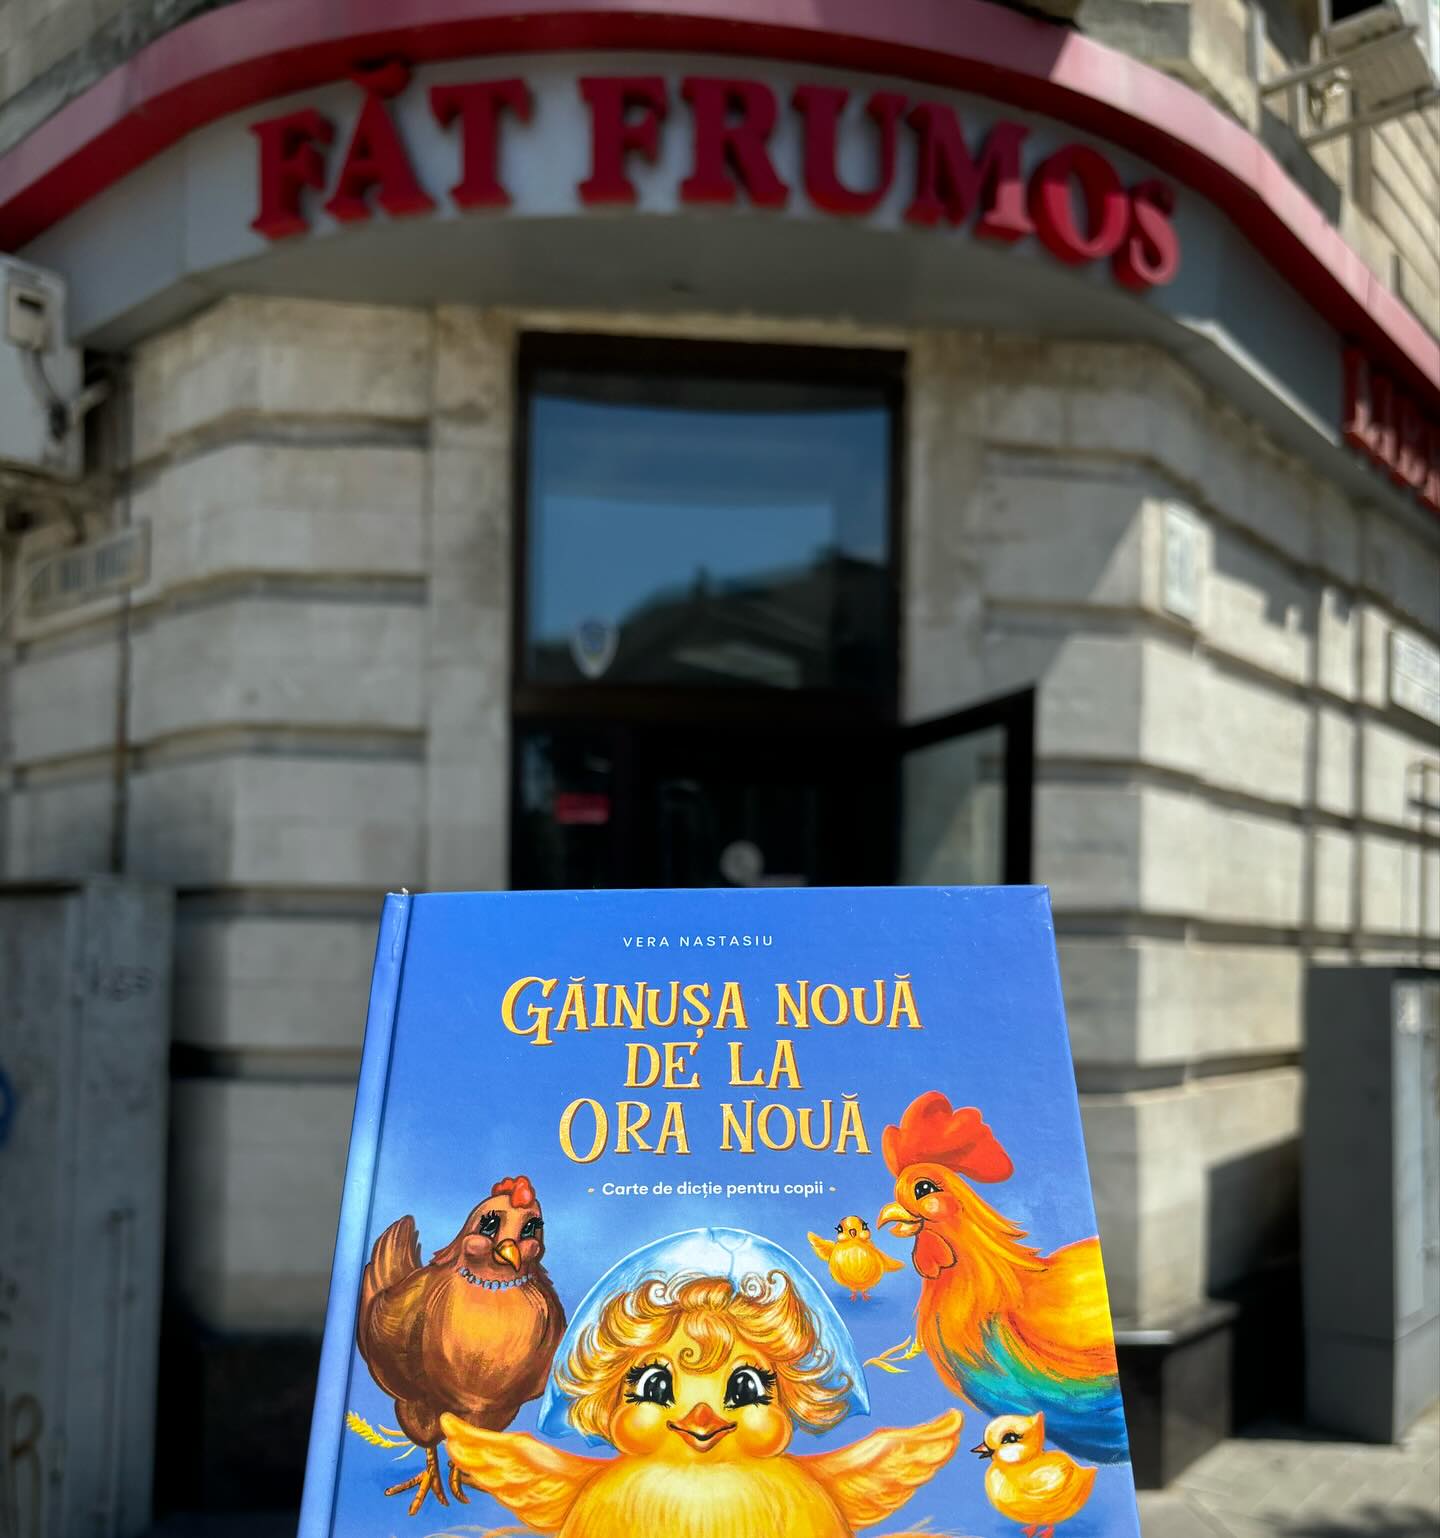 FĂT FRUMOS
VERA NASTASIU
GĂINUȘA NOUĂ
DE LA
ORA NOUĂ
- Carte de dicție pentru copii -